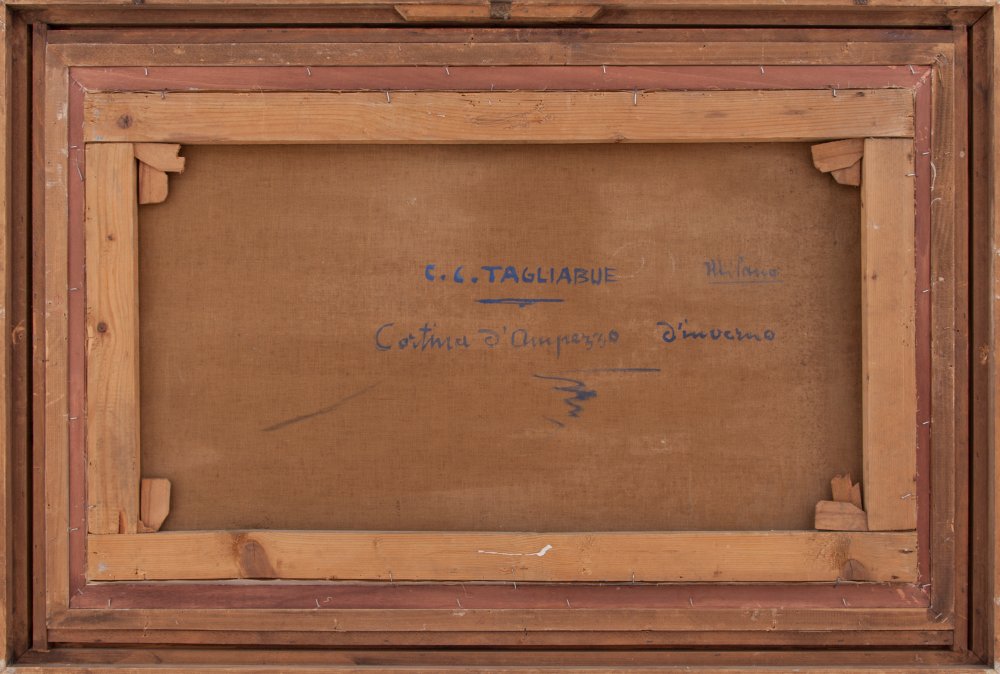 C. C. TAGLIABUE Milano
Cortina d'Ampezzo d'inverno